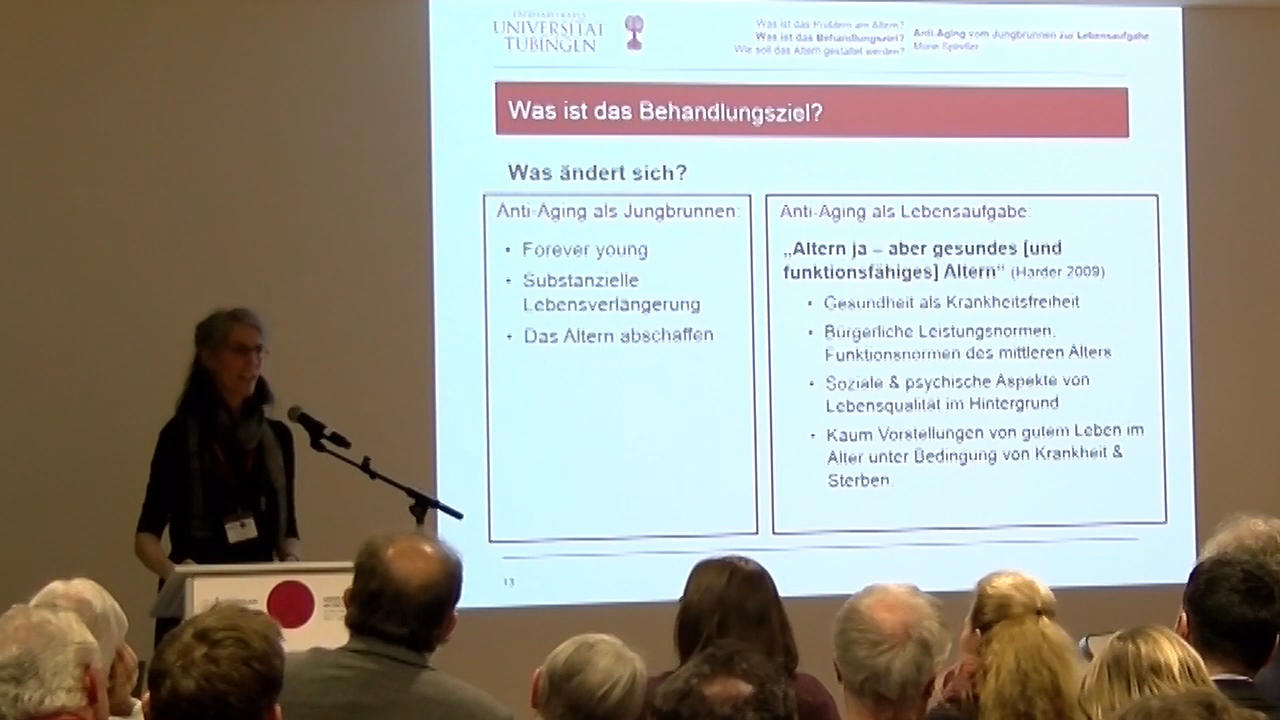 EBERHARD KARLS
UNIVERSITÄT
TÜBINGEN
Was ist das Problem am Altern?
Was ist das Behandlungsziel?
Wie soll das Altern gestaltet werden?
Anti-Aging vom Jungbrunnen zur Lebensaufgabe
Mone Spindler
Was ist das Behandlungsziel?
Was ändert sich?
Anti-Aging als Jungbrunnen:
• Forever young
• Substanzielle
Lebensverlängerung
• Das Altern abschaffen
Anti-Aging als Lebensaufgabe:
„Altern ja – aber gesundes [und
funktionsfähiges] Altern“ (Harder 2009)
• Gesundheit als Krankheitsfreiheit
• Bürgerliche Leistungsnormen,
Funktionsnormen des mittleren Alters
• Soziale & psychische Aspekte von
Lebensqualität im Hintergrund
• Kaum Vorstellungen von gutem Leben im
Alter unter Bedingung von Krankheit &
Sterben
13